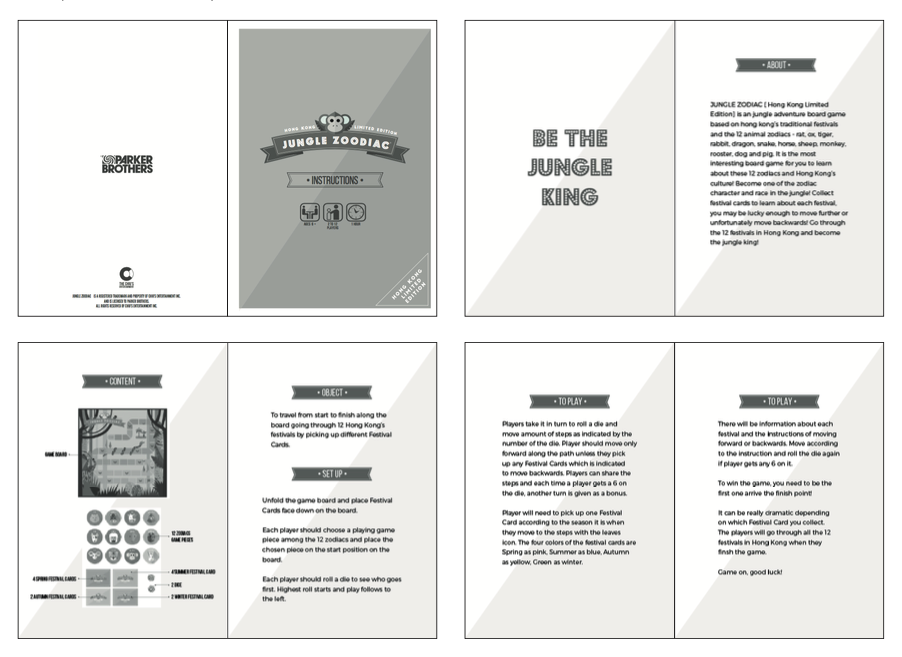 PARKER
BROTHERS
JUNGLE ZODIAC IS A REGISTERED TRADEMARK AND PROPERTY OF CHO'S ENTERTAINMENT INC.
AND IS LICENSED TO PARKER BROTHERS.
ALL RIGHTS RESERVED BY CHO'S ENTERTAINMENT INC.
HONG KONG LIMITED EDITION
JUNGLE ZOODIAC
• INSTRUCTIONS •
HONG KONG
LIMITED
EDITION
BE THE
JUNGLE
KING
• ABOUT •
JUNGLE ZODIAC [ Hong Kong Limited
Edition] is an jungle adventure board game
based on hong kong's traditional festivals
and the 12 animal zodiacs - rat, ox, tiger,
rabbit, dragon, snake, horse, sheep, monkey,
rooster, dog and pig. It is the most
interesting board game for you to learn
about these 12 zodiacs and Hong Kong's
culture! Become one of the zodiac
character and race in the jungle! Collect
festival cards to learn about each festival,
you may be lucky enough to move further or
unfortunately move backwards! Go through
the 12 festivals in Hong Kong and become
the jungle king!
• CONTENT •
GAME BOARD
12 ZODIACS
GAME PIECES
4 SPRING FESTIVAL CARDS
4 SUMMER FESTIVAL CARD
2 DICE
2 AUTUMN FESTIVAL CARDS
2 WINTER FESTIVAL CARD
• OBJECT •
To travel from start to finish along the
board going through 12 Hong Kong's
festivals by picking up different Festival
Cards.
• SET UP •
Unfold the game board and place Festival
Cards face down on the board.
Each player should choose a playing game
piece among the 12 zodiacs and place the
chosen piece on the start position on the
board.
Each player should roll a die to see who goes
first. Highest roll starts and play follows to
the left.
• TO PLAY •
Players take it in turn to roll a die and
move amount of steps as indicated by the
number of the die. Player should move only
forward along the path unless they pick
up any Festival Cards which is indicated
to move backwards. Players can share the
steps and each time a player gets a 6 on
the die, another turn is given as a bonus.
Player will need to pick up one Festival
Card according to the season it is when
they move to the steps with the leaves
icon. The four colors of the festival cards are
Spring as pink, Summer as blue, Autumn
as yellow, Green as winter.
• TO PLAY •
There will be information about each
festival and the instructions of moving
forward or backwards. Move according
to the instruction and roll the die again
if player gets any 6 on it.
To win the game, you need to be the
first one arrive the finish point!
It can be really dramatic depending
on which Festival Card you collect.
The players will go through all the 12
festivals in Hong Kong when they
finsh the game.
Game on, good luck!